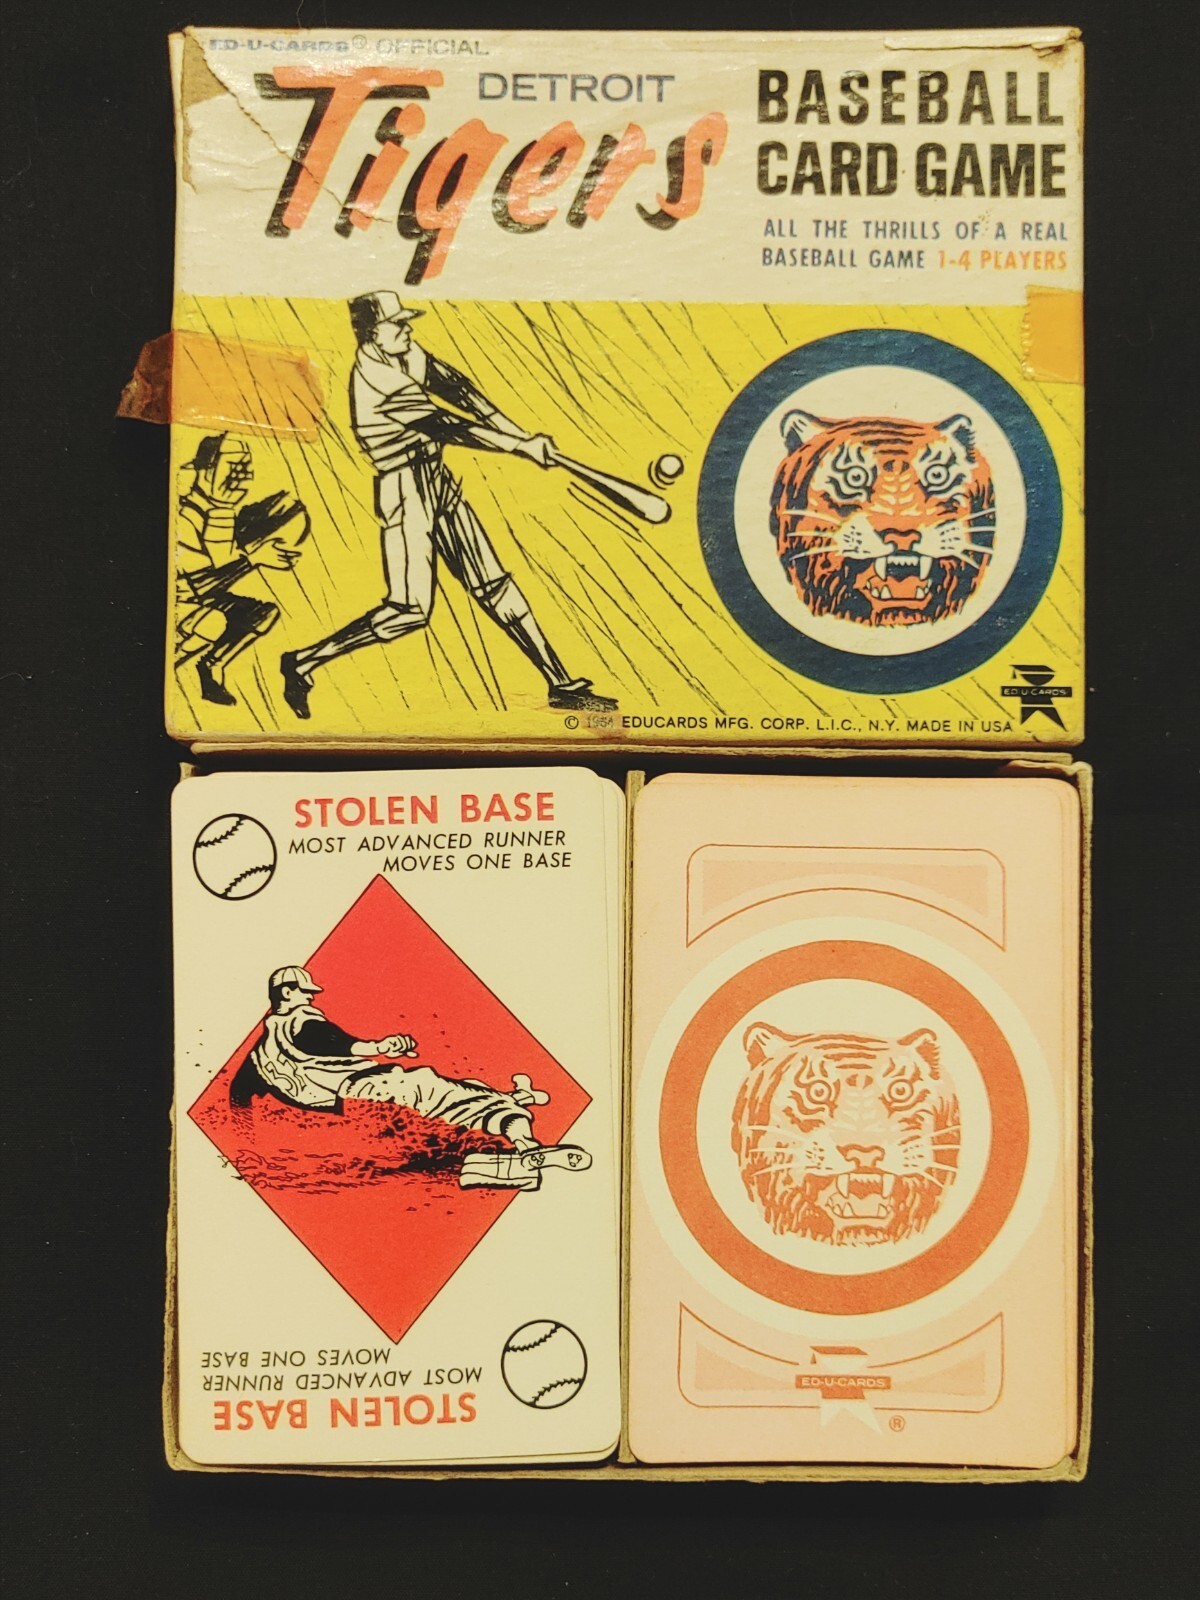 ED-U-CARDS® OFFICIAL
DETROIT
Tigers
BASEBALL
CARD GAME
ALL THE THRILLS OF A REAL
BASEBALL GAME 1-4 PLAYERS
ED-U-CARDS
© EDUCARDS MFG. CORP. L.I.C., N.Y. MADE IN USA
STOLEN BASE
MOST ADVANCED RUNNER
MOVES ONE BASE
STOLEN BASE
MOST ADVANCED RUNNER
MOVES ONE BASE
ED-U-CARDS
®